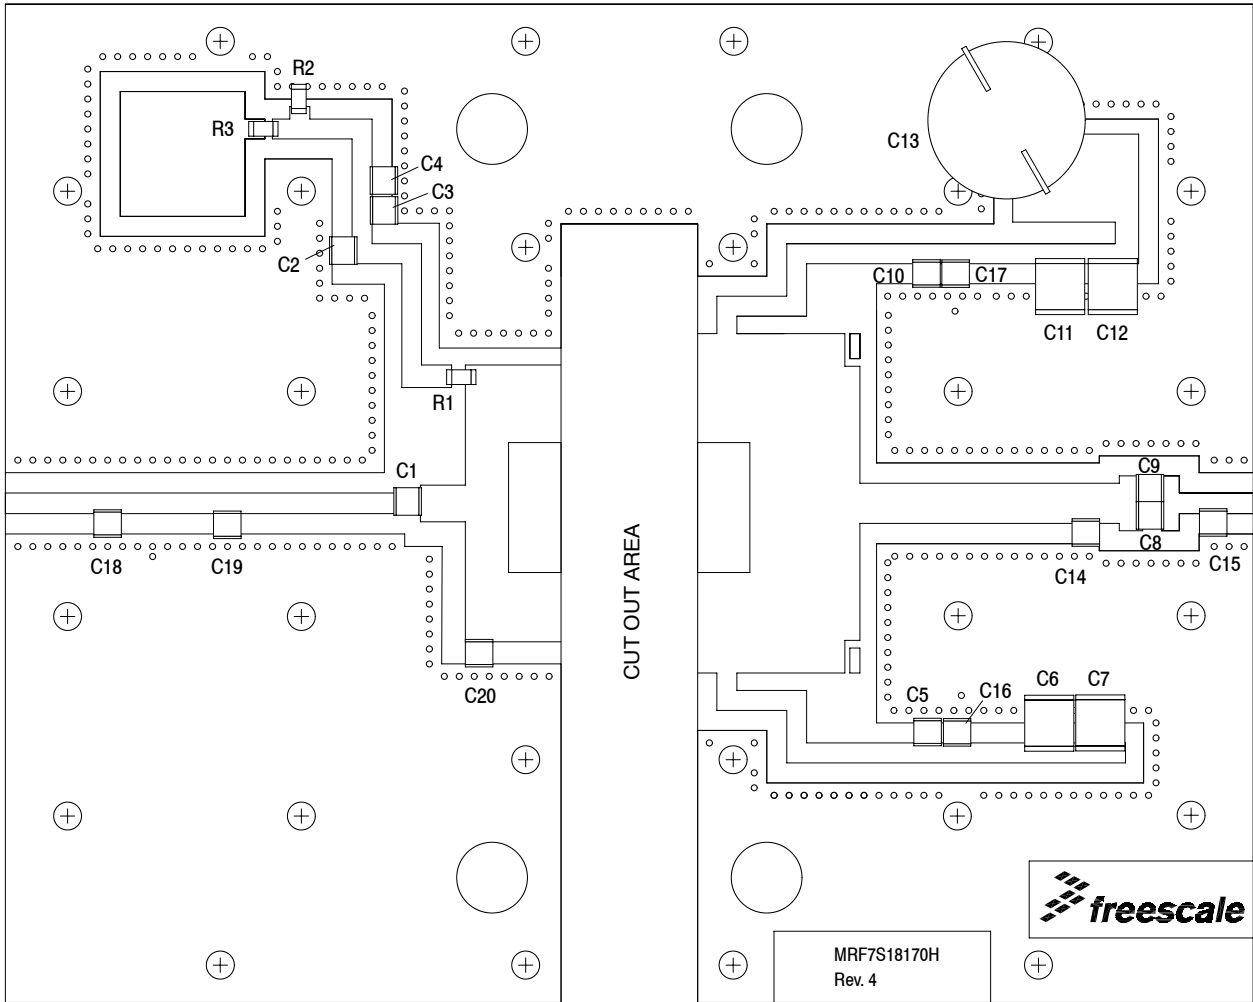 R2
R3
C13
C4
C3
C2
C10
C17
C11
C12
R1
C1
C9
C18
C19
C8
C14
C15
CUT OUT AREA
C20
C5
C16
C6
C7
freescale
MRF7S18170H
Rev. 4